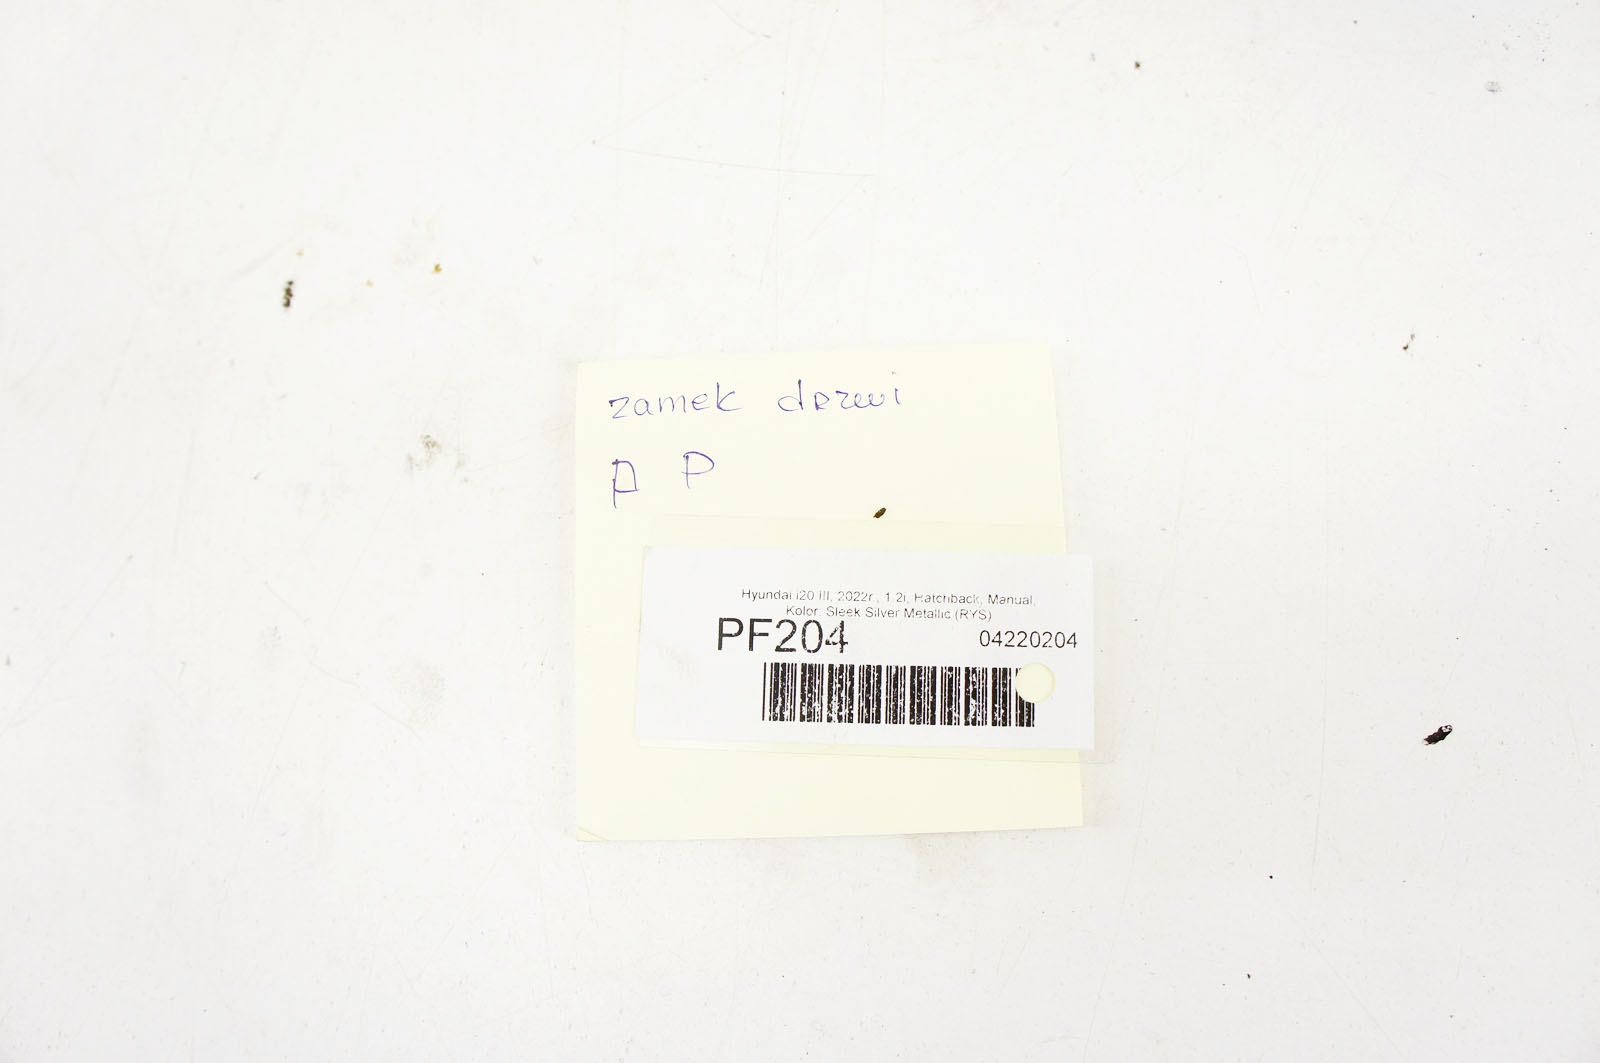 zamek drzwi
P P
Hyundai i20 III, 2022r., 1.2i, Hatchback, Manual,
Kolor: Sleek Silver Metallic (RYS)
PF204 04220204